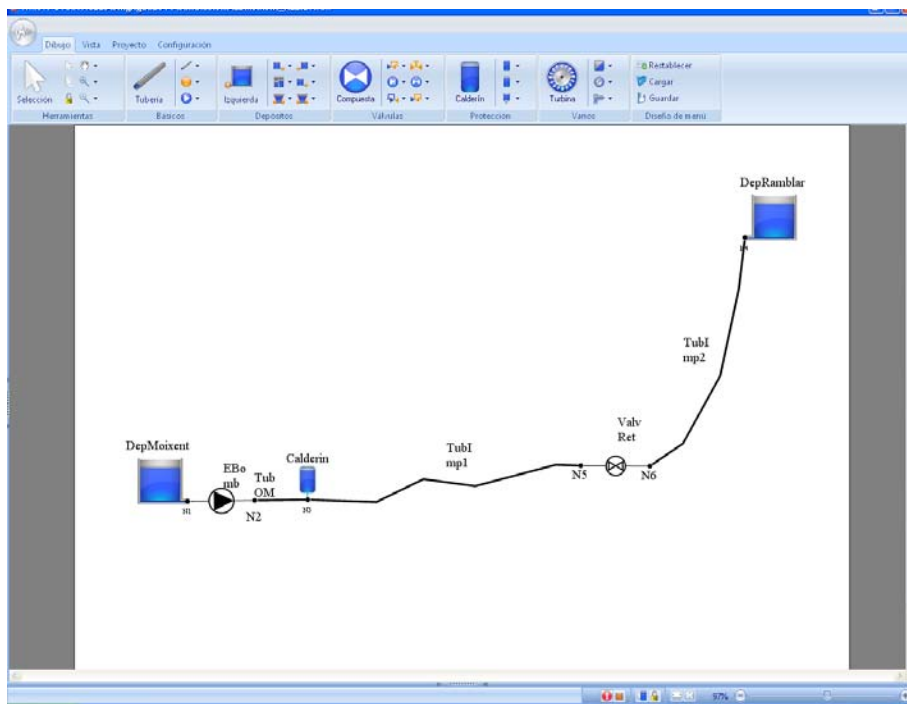 Dibujo Vista Proyecto Configuración
Selección
Tubería
Izquierda
Compuesta
Calderín
Turbina
Restablecer
Cargar
Guardar
Herramientas
Básicos
Depósitos
Válvulas
Protección
Varios
Diseño de menú
DepRamblar
TubI
mp2
Valv
Ret
N5
N6
TubI
mp1
DepMoixent
EBo
mb
Tub
OM
Calderin
N1
N2
97%